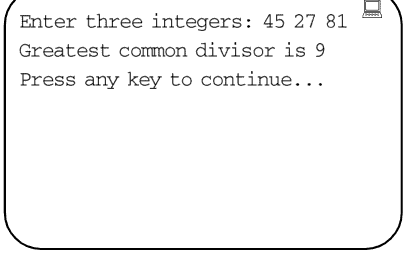 Enter three integers: 45 27 81
Greatest common divisor is 9
Press any key to continue...